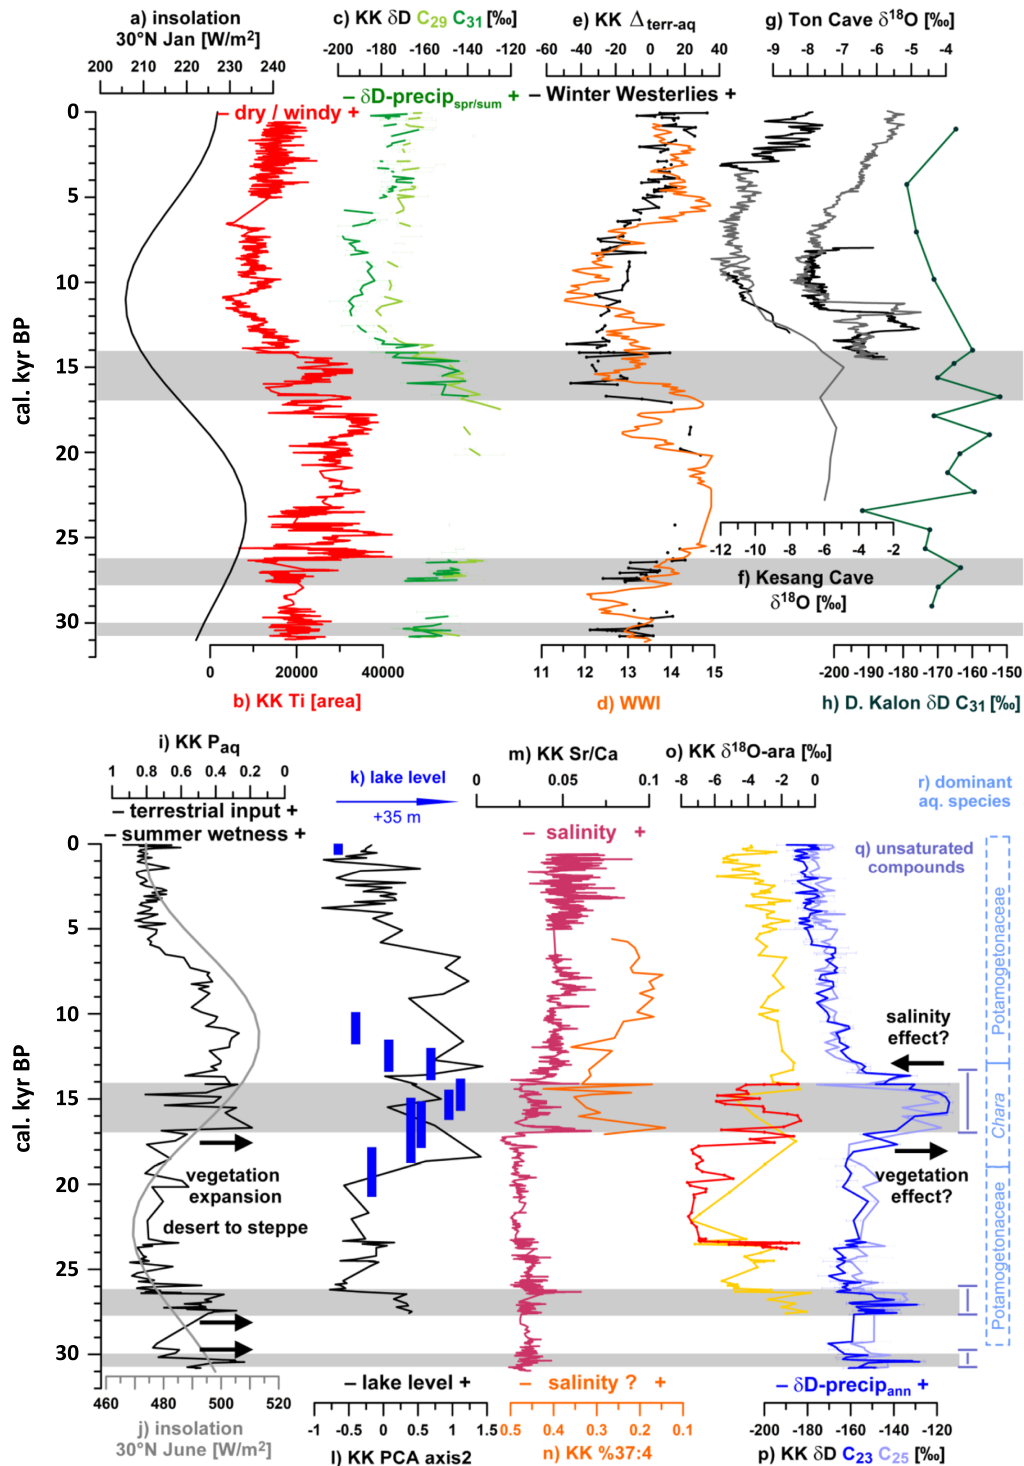 a) insolation
30°N Jan [W/m²]
200 210 220 230 240
c) KK δD C29 C31 [‰]
-200 -180 -160 -140 -120
e) KK Δterr-aq
-60 -40 -20 0 20 40
g) Ton Cave δ18O [‰]
-9 -8 -7 -6 -5 -4
– dry / windy +
– δD-precipspr/sum +
– Winter Westerlies +
cal. kyr BP
0
5
10
15
20
25
30
-12 -10 -8 -6 -4 -2
f) Kesang Cave
δ18O [‰]
0 20000 40000
b) KK Ti [area]
11 12 13 14 15
d) WWI
-200 -190 -180 -170 -160 -150
h) D. Kalon δD C31 [‰]
i) KK Paq
1 0.8 0.6 0.4 0.2 0
– terrestrial input +
– summer wetness +
k) lake level
+35 m
m) KK Sr/Ca
0 0.05 0.1
o) KK δ18O-ara [‰]
-8 -6 -4 -2 0
r) dominant
aq. species
– salinity +
q) unsaturated
compounds
cal. kyr BP
0
5
10
15
20
25
30
Potamogetonaceae
Chara
Potamogetonaceae
salinity
effect?
vegetation
effect?
vegetation
expansion
desert to steppe
460 480 500 520
j) insolation
30°N June [W/m²]
– lake level +
-1 -0.5 0 0.5 1 1.5
l) KK PCA axis2
– salinity ? +
0.5 0.4 0.3 0.2 0.1
n) KK %37:4
– δD-precipann +
-200 -180 -160 -140 -120
p) KK δD C23 C25 [‰]